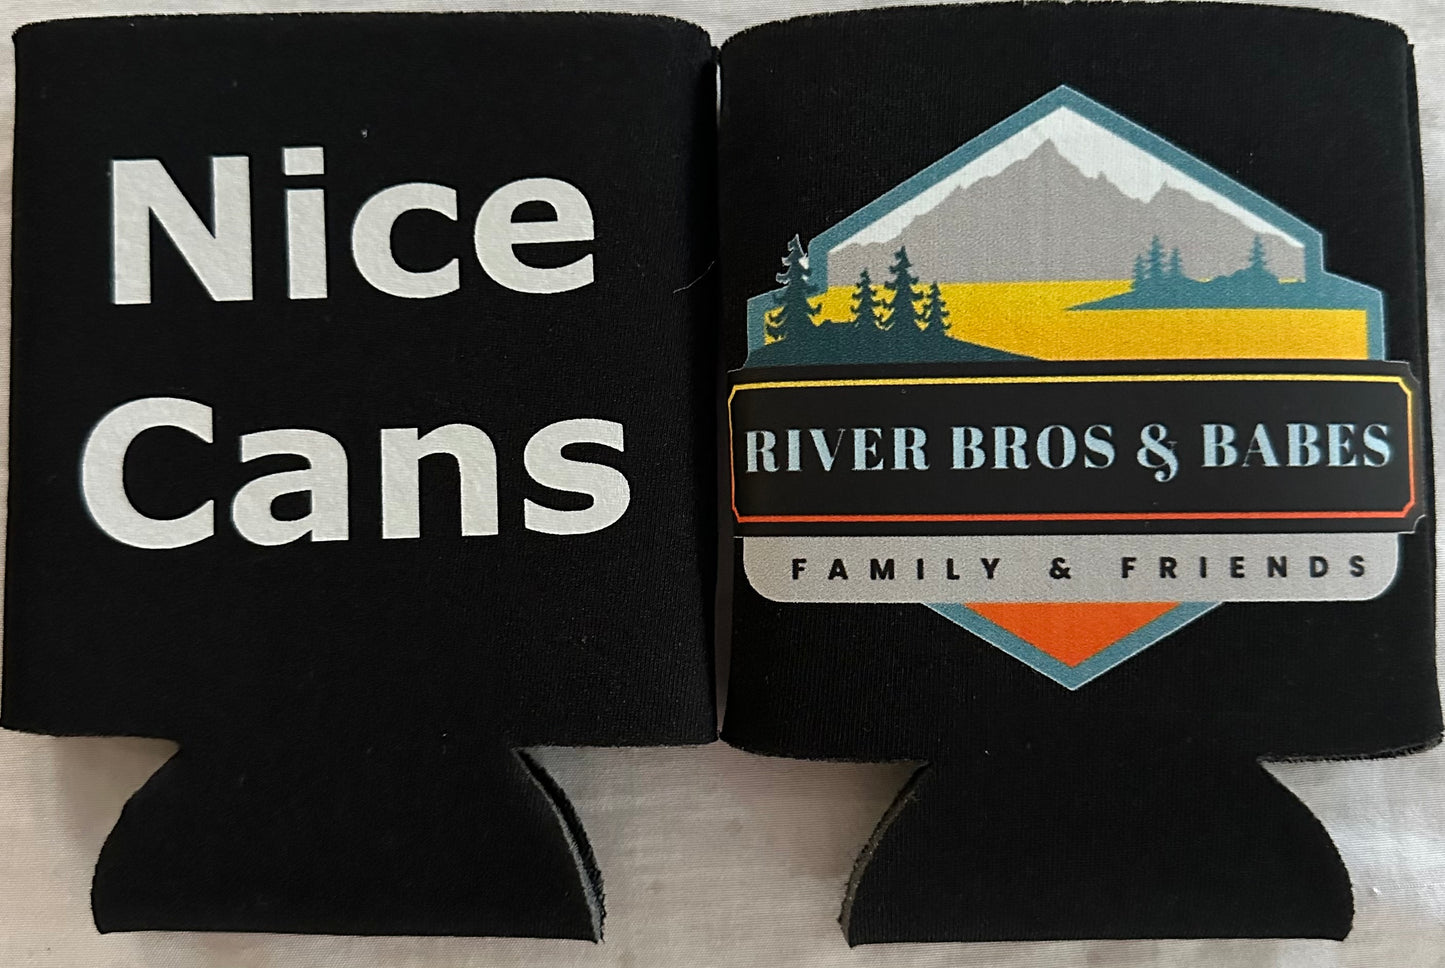 Nice
Cans
RIVER BROS & BABES
FAMILY & FRIENDS